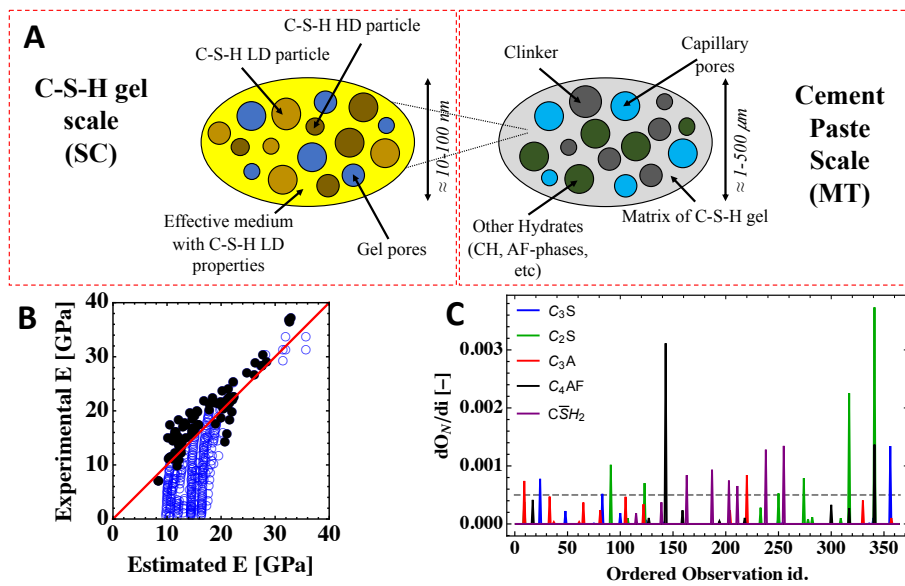 A
C-S-H gel
scale
(SC)
C-S-H HD particle
C-S-H LD particle
≈ 10-100 nm
Effective medium
with C-S-H LD
properties
Gel pores
Clinker
Capillary
pores
≈ 1-500 μm
Other Hydrates
(CH, AF-phases,
etc)
Matrix of C-S-H gel
Cement
Paste
Scale
(MT)
B
Experimental E [GPa]
40
30
20
10
0
0 10 20 30 40
Estimated E [GPa]
C
C₃S
C₂S
C₃A
C₄AF
CS̅H₂
dO_N/di [–]
0.003
0.002
0.001
0.000
0 50 100 150 200 250 300 350
Ordered Observation id.